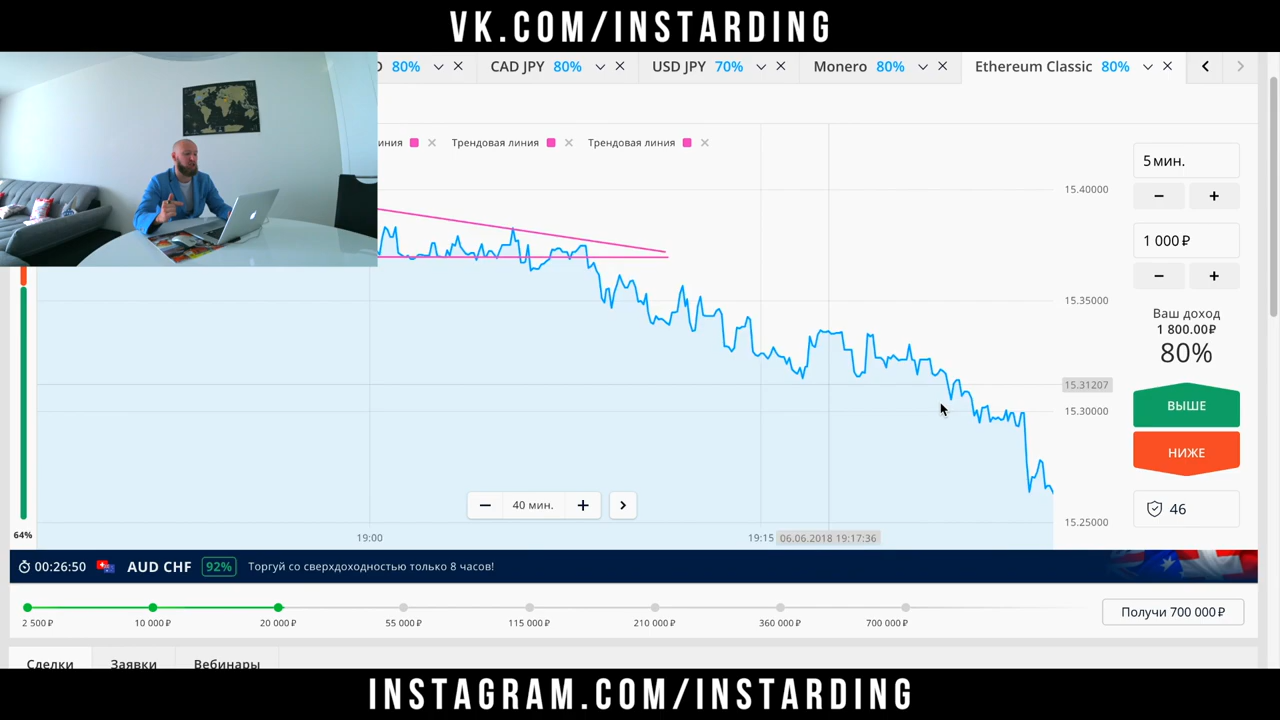 VK.COM/INSTARDING
80%
CAD JPY 80%
USD JPY 70%
Monero 80%
Ethereum Classic 80%
Трендовая линия
Трендовая линия
5 мин.
15.40000
1 000 ₽
15.35000
Ваш доход
1 800.00₽
80%
15.31207
ВЫШЕ
15.30000
НИЖЕ
40 мин.
46
15.25000
64%
19:00
19:15
06.06.2018 19:17:36
00:26:50 AUD CHF 92% Торгуй со сверхдоходностью только 8 часов!
Получи 700 000 ₽
2 500 ₽ 10 000 ₽ 20 000 ₽ 55 000 ₽ 115 000 ₽ 210 000 ₽ 360 000 ₽ 700 000 ₽
Сделки Заявки Вебинары
INSTAGRAM.COM/INSTARDING